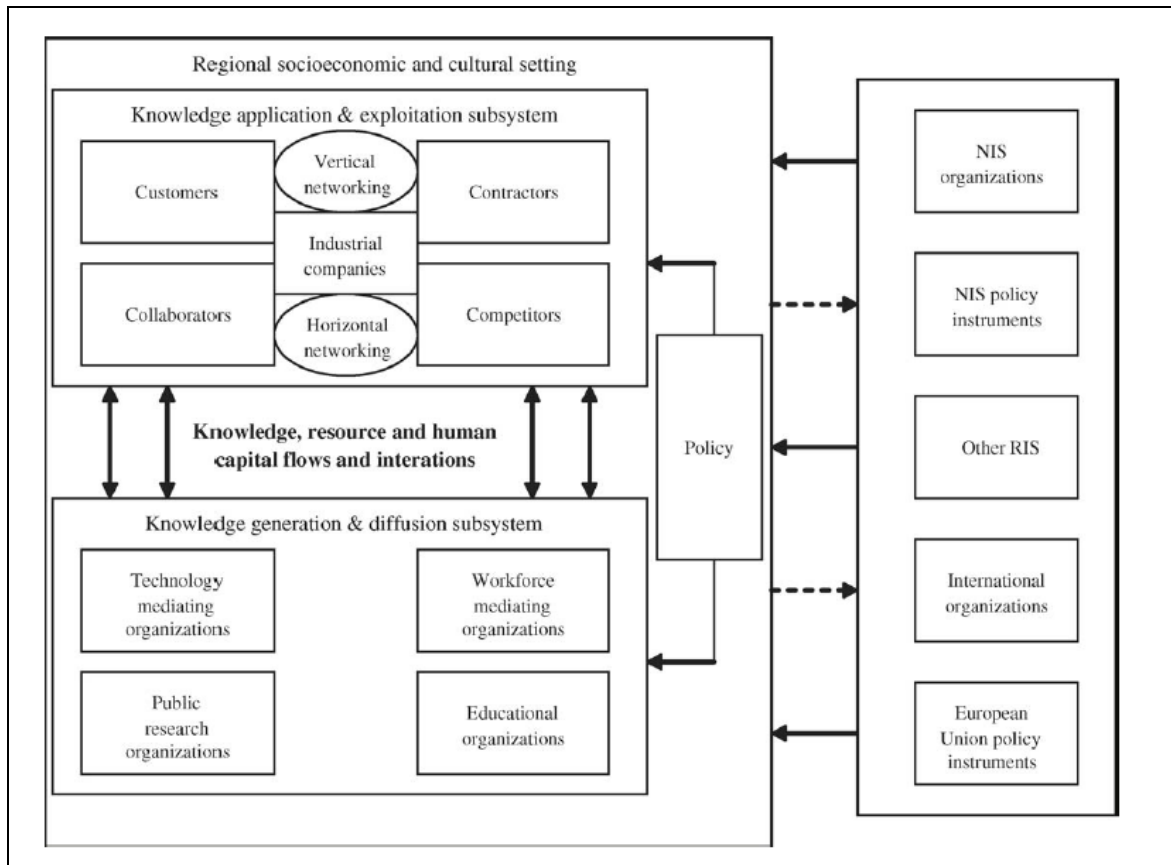 Regional socioeconomic and cultural setting
Knowledge application & exploitation subsystem
Customers
Vertical
networking
Contractors
Industrial
companies
Collaborators
Horizontal
networking
Competitors
Knowledge, resource and human
capital flows and interations
Policy
Knowledge generation & diffusion subsystem
Technology
mediating
organizations
Workforce
mediating
organizations
Public
research
organizations
Educational
organizations
NIS
organizations
NIS policy
instruments
Other RIS
International
organizations
European
Union policy
instruments